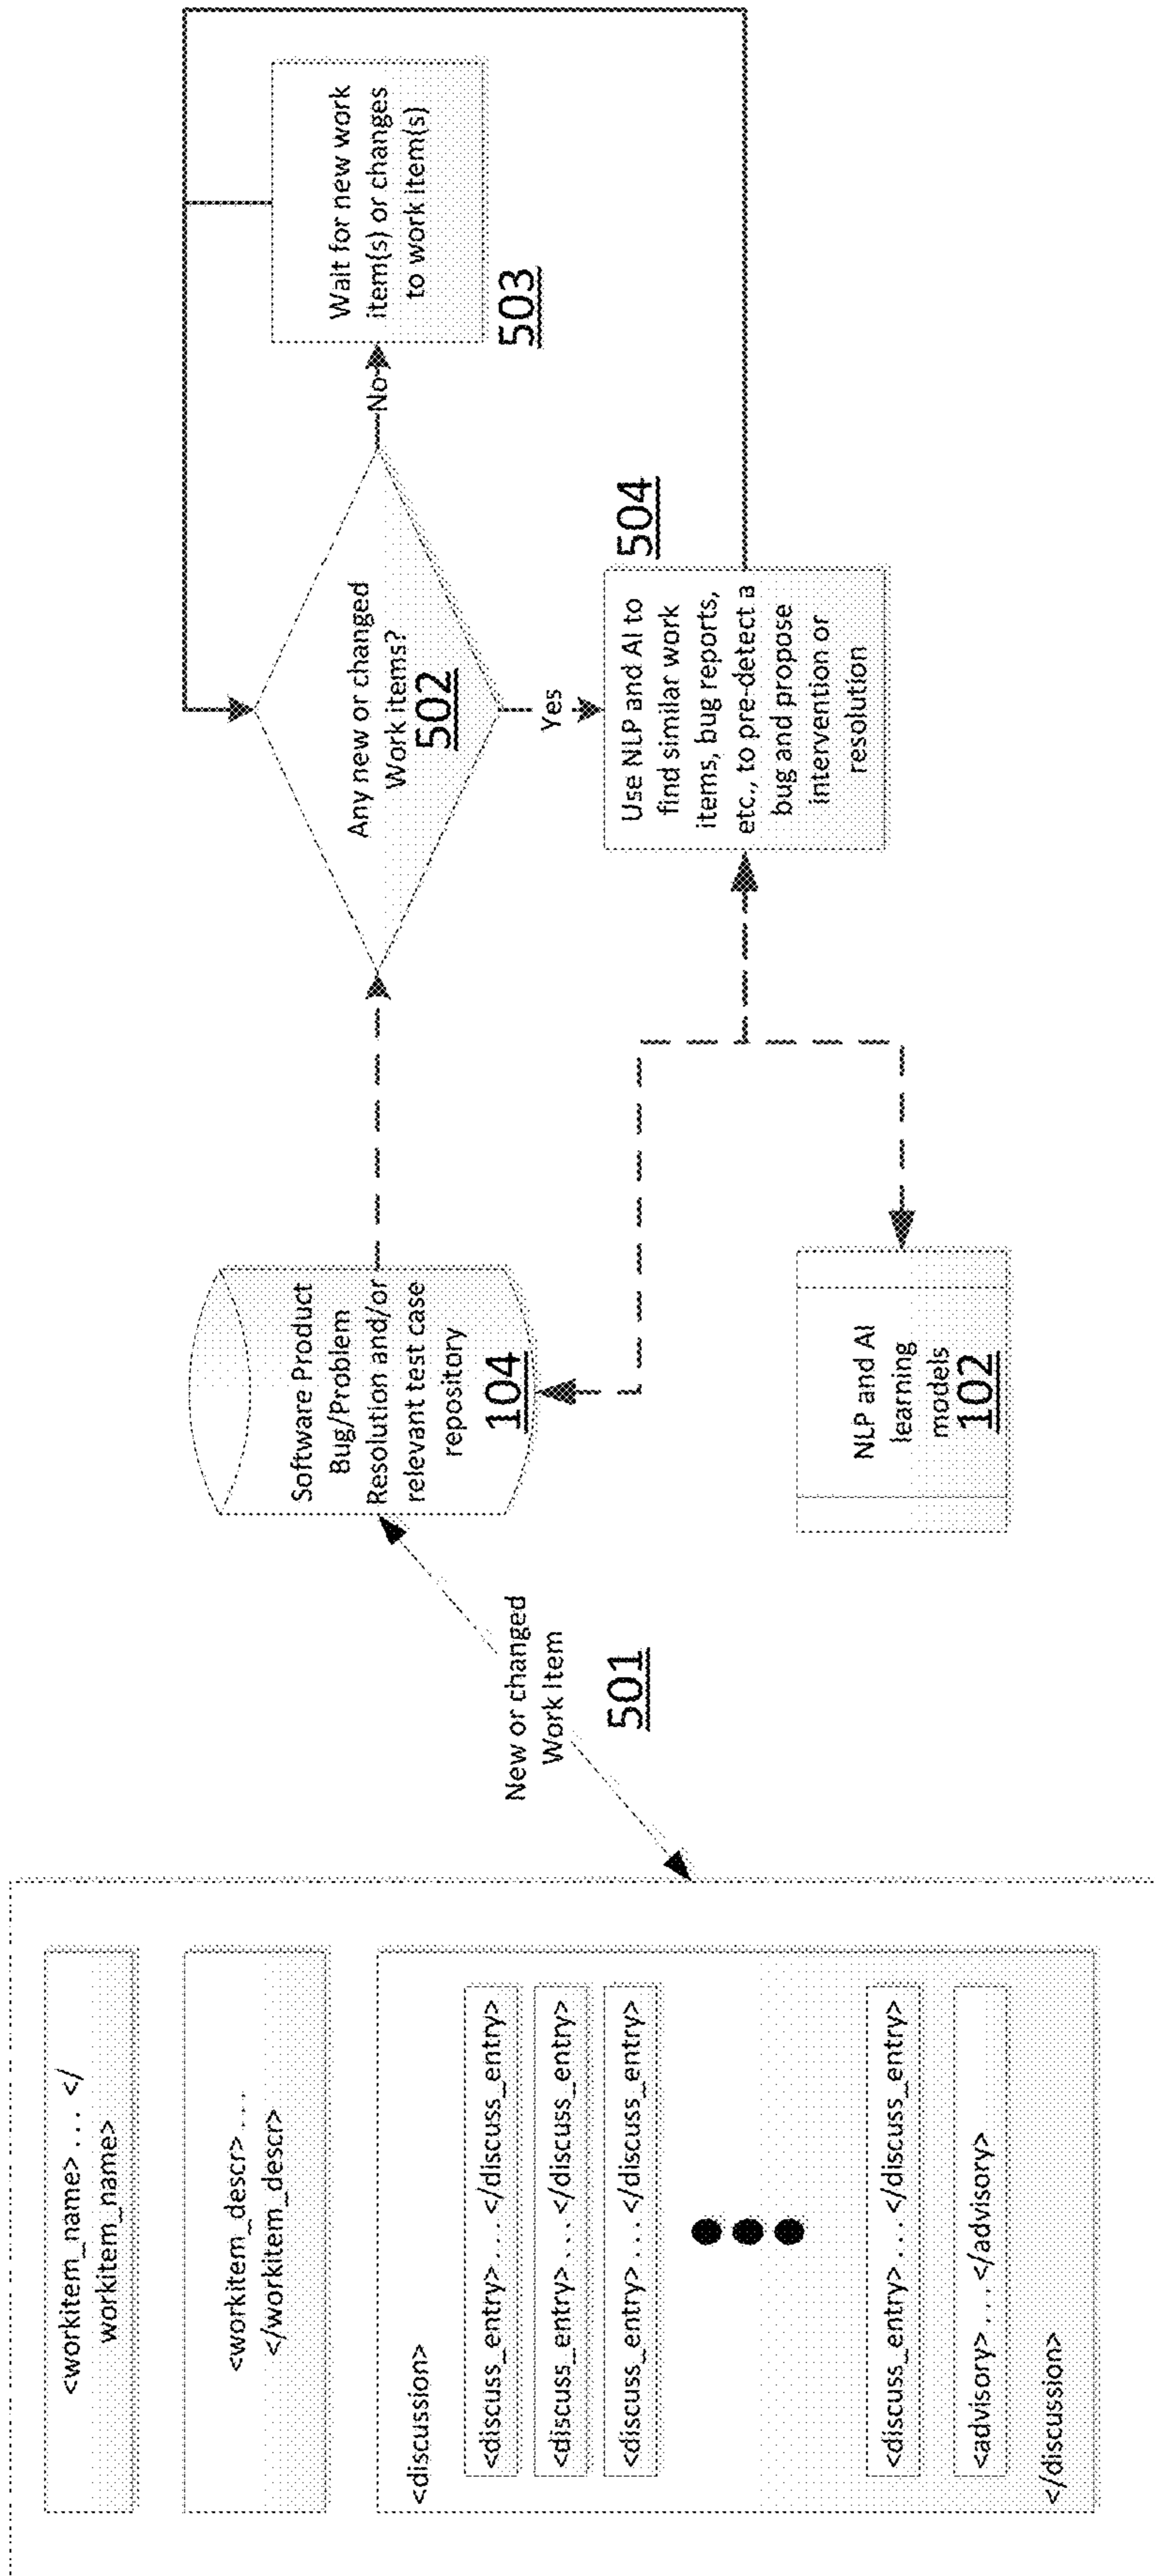 <workitem_name> ... </
workitem_name>
<workitem_descr> ...
</workitem_descr>
<discussion>
<discuss_entry> ... </discuss_entry>
<discuss_entry> ... </discuss_entry>
<discuss_entry> ... </discuss_entry>
<discuss_entry> ... </discuss_entry>
<advisory> ... </advisory>
</discussion>
New or changed
Work Item
501
Software Product
Bug/Problem
Resolution and/or
relevant test case
repository
104
NLP and AI
learning
models
102
Any new or changed
Work items?
502
No
Yes
Wait for new work
item(s) or changes
to work item(s)
503
504
Use NLP and AI to
find similar work
items, bug reports,
etc., to pre-detect a
bug and propose
intervention or
resolution